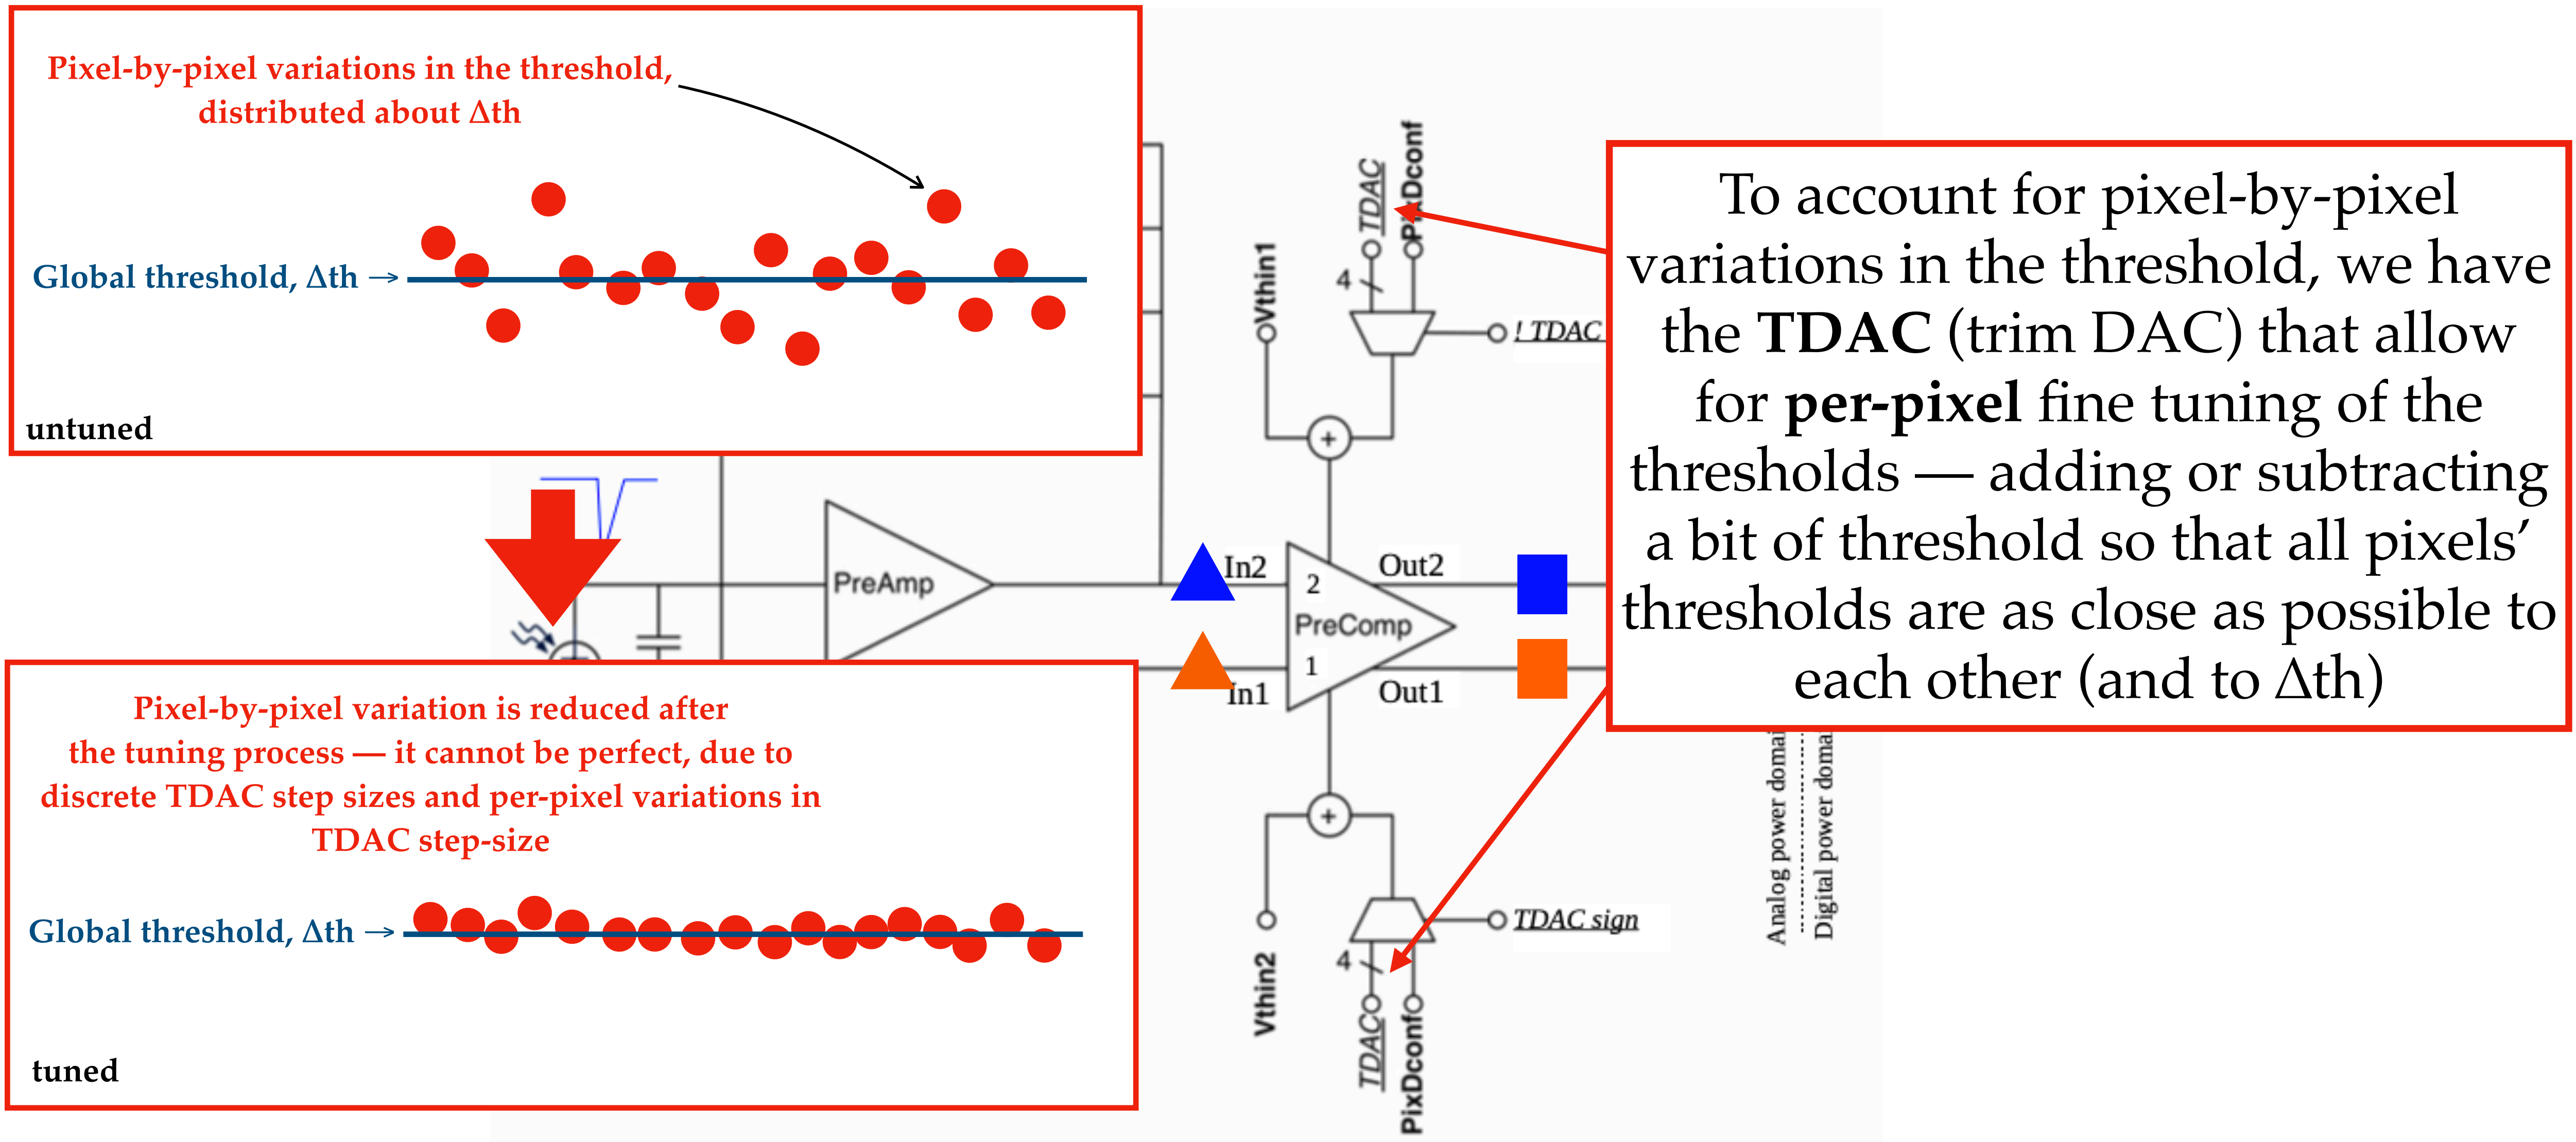 Pixel-by-pixel variations in the threshold,
distributed about Δth
Global threshold, Δth →
untuned
Pixel-by-pixel variation is reduced after
the tuning process — it cannot be perfect, due to
discrete TDAC step sizes and per-pixel variations in
TDAC step-size
Global threshold, Δth →
tuned
PreAmp
TDAC
PixDconf
4
Vthin1
! TDAC
+
In2
2
Out2
PreComp
In1
1
Out1
+
TDAC sign
4
Vthin2
TDAC
PixDconf
To account for pixel-by-pixel
variations in the threshold, we have
the TDAC (trim DAC) that allow
for per-pixel fine tuning of the
thresholds — adding or subtracting
a bit of threshold so that all pixels’
thresholds are as close as possible to
each other (and to Δth)
Analog power
Digital power